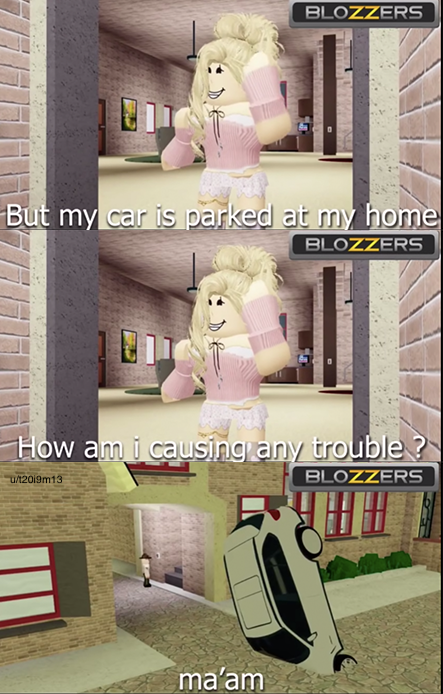 BLOZZERS
But my car is parked at my home
BLOZZERS
How am i causing any trouble ?
BLOZZERS
u/t20i9m13
ma'am